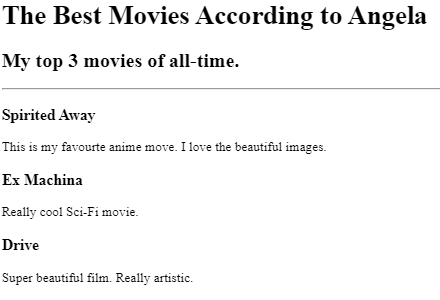 The Best Movies According to Angela
My top 3 movies of all-time.
Spirited Away
This is my favourte anime move. I love the beautiful images.
Ex Machina
Really cool Sci-Fi movie.
Drive
Super beautiful film. Really artistic.